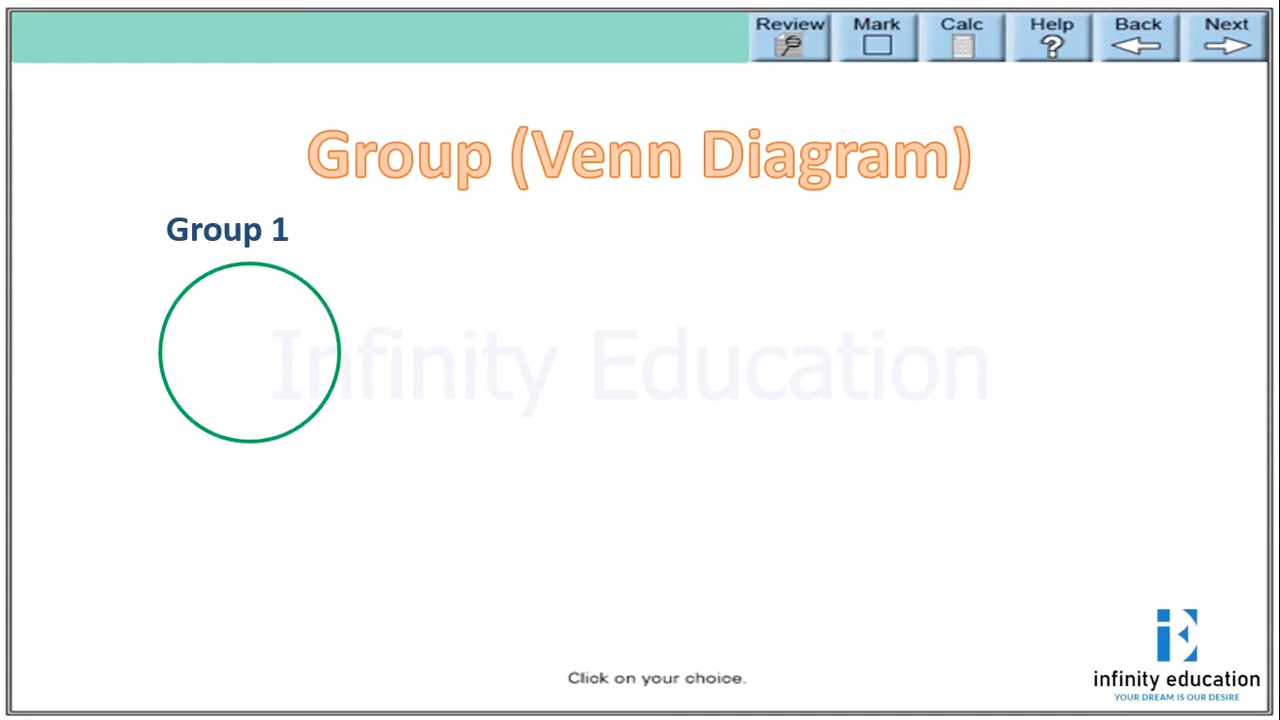 Review Mark Calc Help Back Next
Group (Venn Diagram)
Group 1
Infinity Education
Click on your choice.
iE
infinity education
YOUR DREAM IS OUR DESIRE